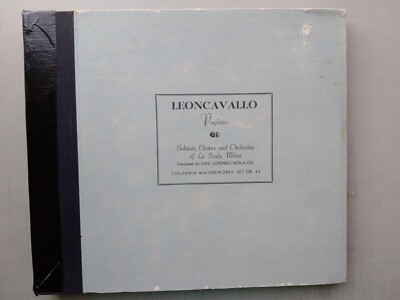 LEONCAVALLO
Pagliacci
Soloists, Chorus and Orchestra
of La Scala, Milan
Conducted by CAV. LORENZO MOLAJOLI
COLUMBIA MASTERWORKS SET OP